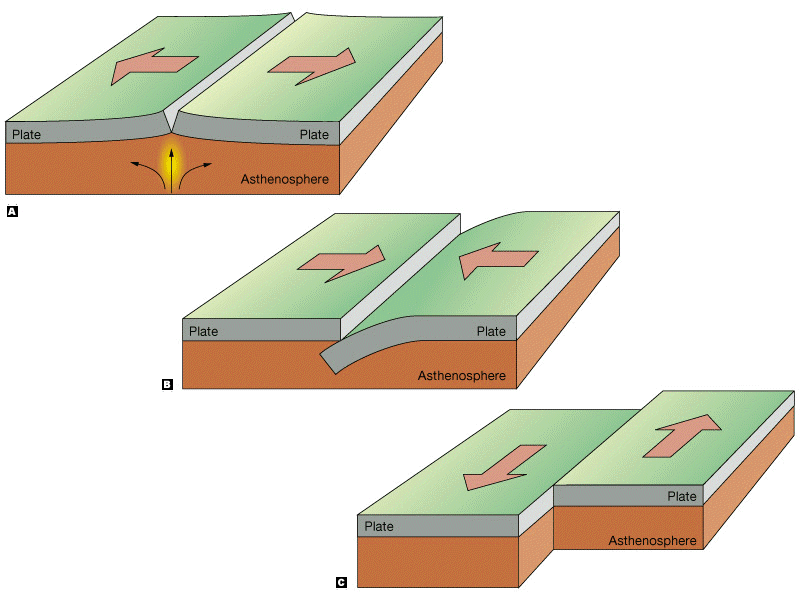 Plate
Plate
Asthenosphere
A
Plate
Plate
Asthenosphere
B
Plate
Plate
Asthenosphere
C